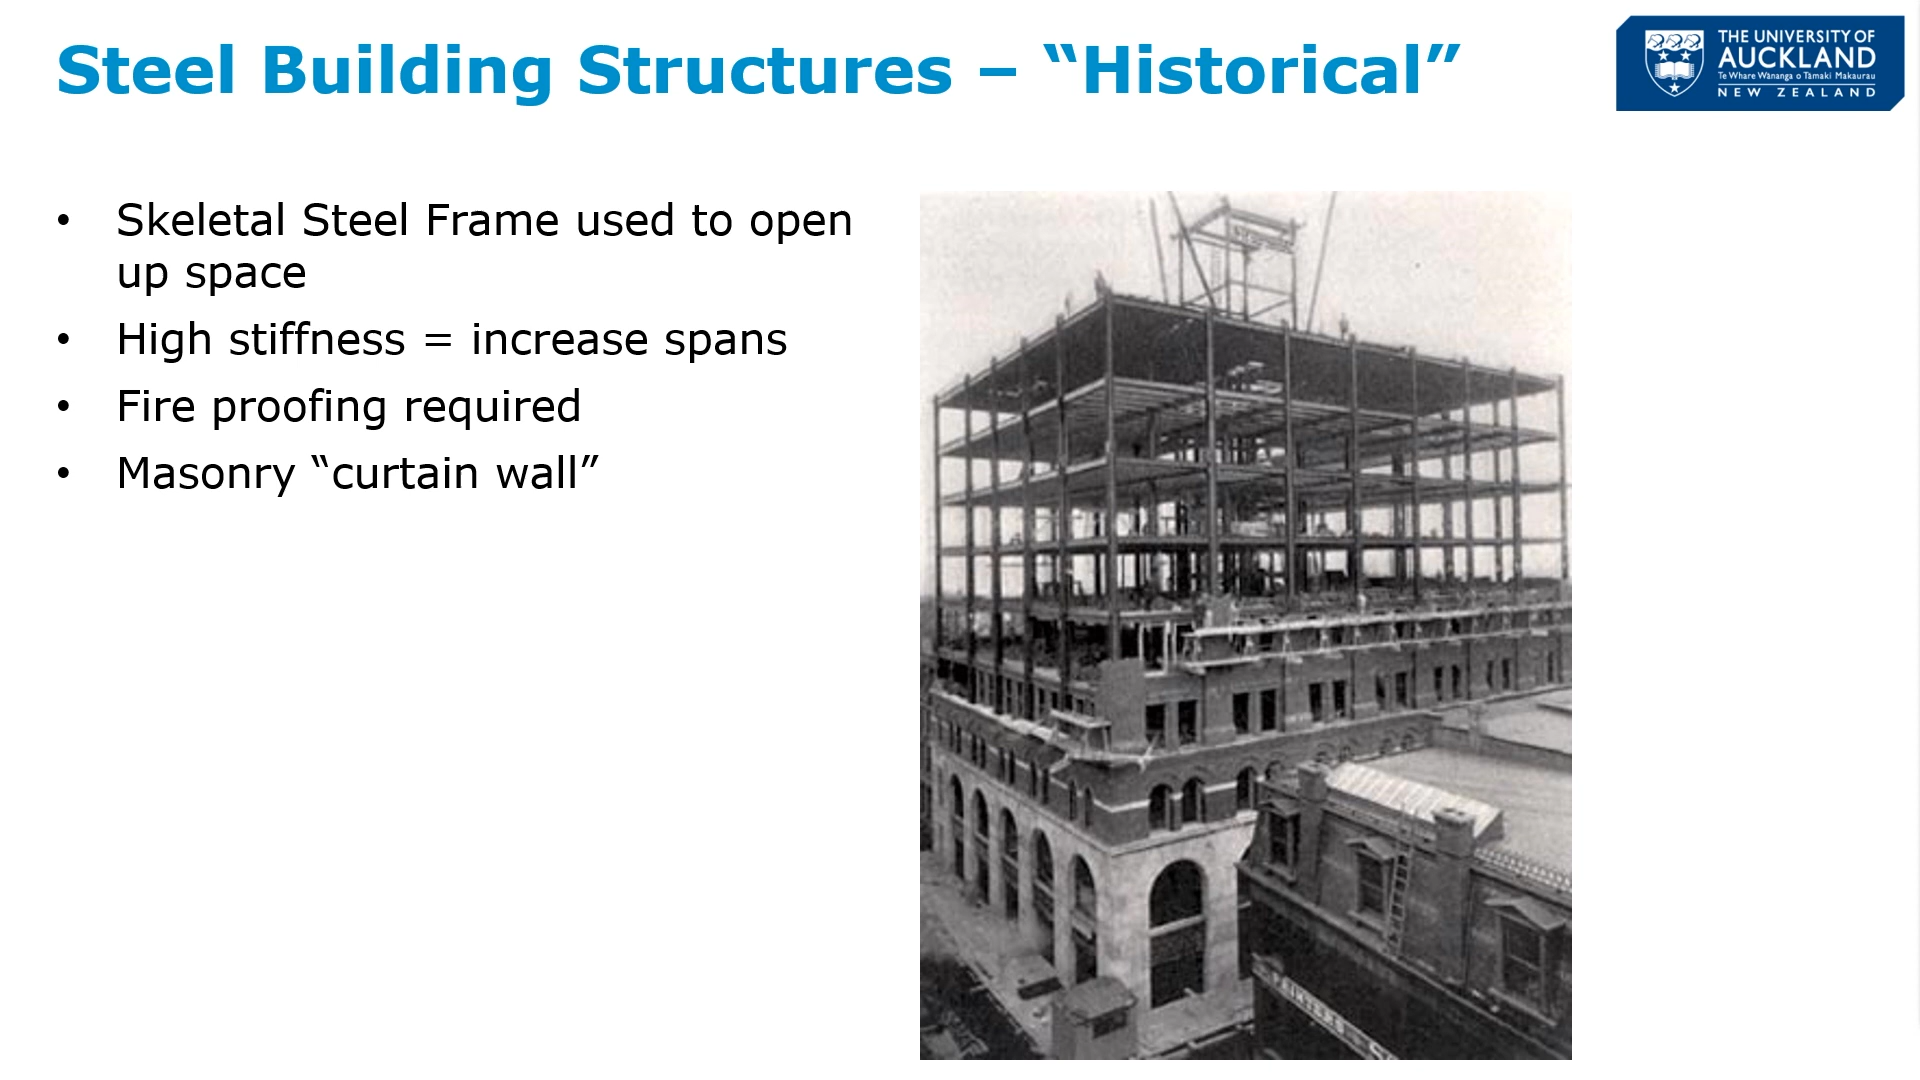 Steel Building Structures – “Historical”
THE UNIVERSITY OF
AUCKLAND
Te Whare Wānanga o Tāmaki Makaurau
NEW ZEALAND
• Skeletal Steel Frame used to open
up space
• High stiffness = increase spans
• Fire proofing required
• Masonry “curtain wall”